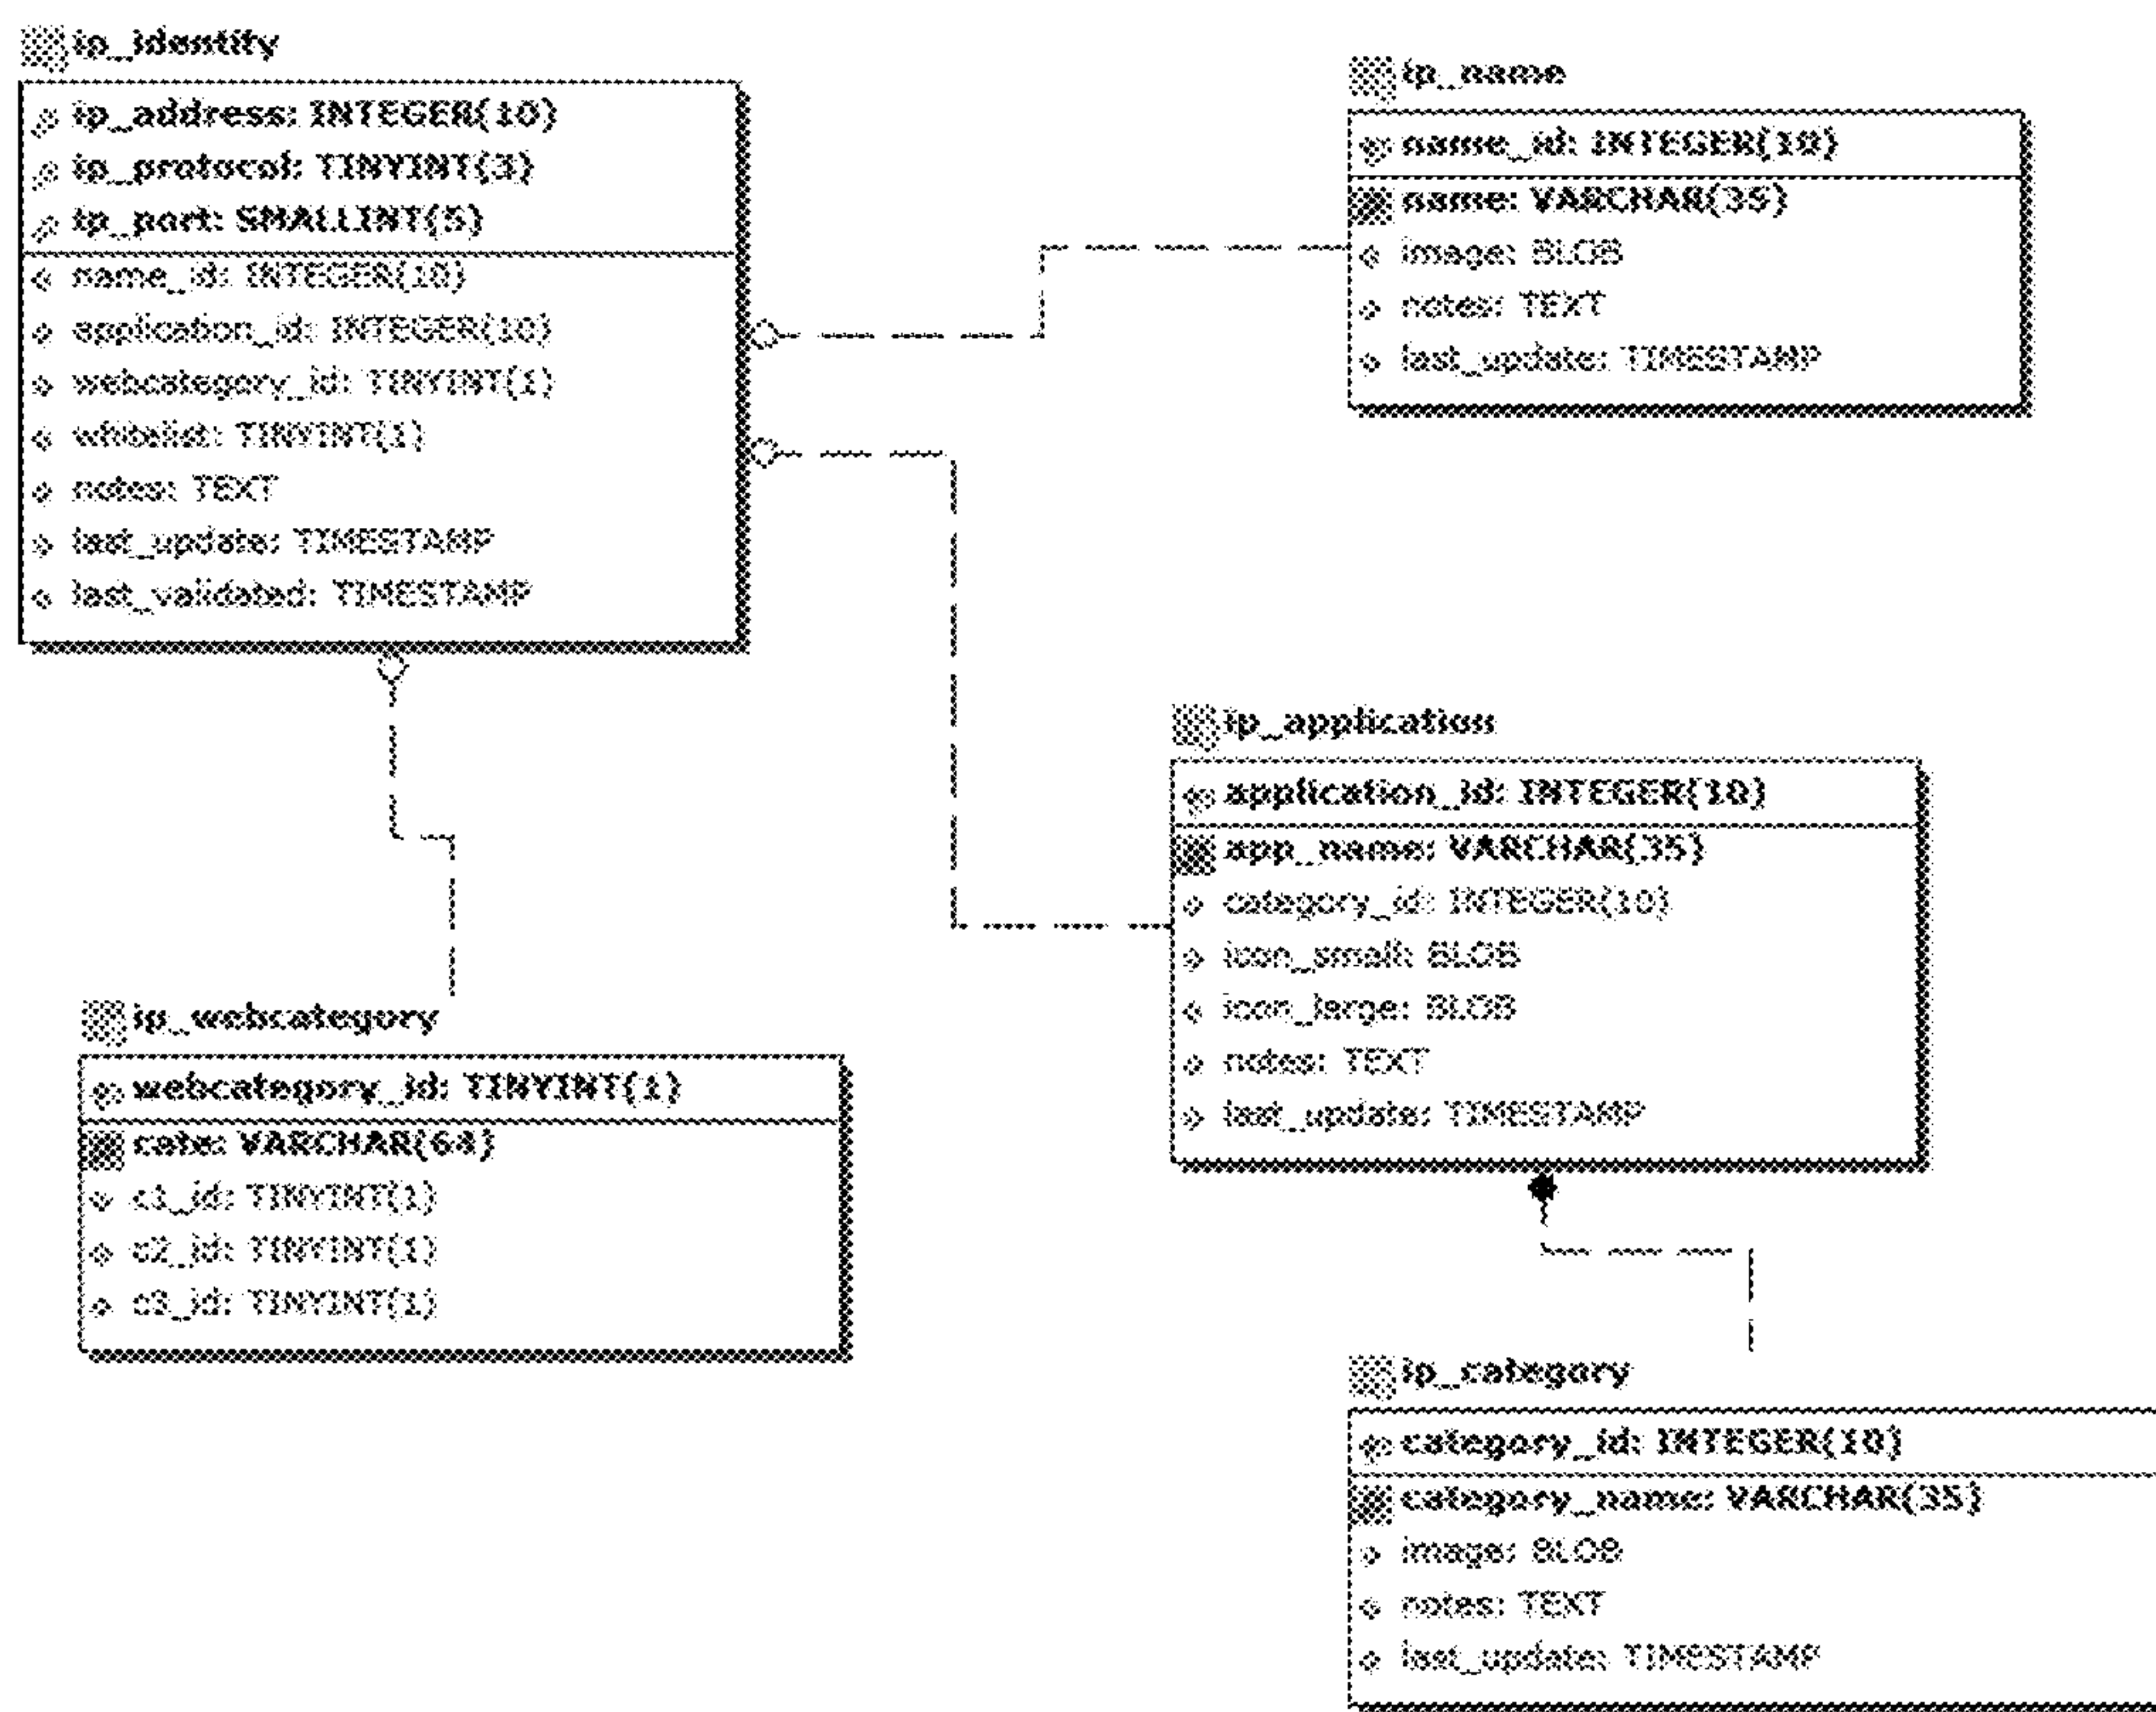 ip_identify
ip_address: INTEGER(10)
ip_protocol: TINYINT(3)
ip_port: SMALLINT(5)
name_id: INTEGER(10)
application_id: INTEGER(10)
webcategory_id: TINYINT(1)
whitelist: TINYINT(1)
notes: TEXT
last_update: TIMESTAMP
last_validated: TIMESTAMP
ip_name
name_id: INTEGER(10)
name: VARCHAR(35)
image: BLOB
notes: TEXT
last_update: TIMESTAMP
ip_application
application_id: INTEGER(10)
app_name: VARCHAR(35)
category_id: INTEGER(10)
icon_small: BLOB
icon_large: BLOB
notes: TEXT
last_update: TIMESTAMP
ip_webcategory
webcategory_id: TINYINT(1)
cate: VARCHAR(64)
c1_id: TINYINT(1)
c2_id: TINYINT(1)
c3_id: TINYINT(1)
ip_category
category_id: INTEGER(10)
category_name: VARCHAR(35)
image: BLOB
notes: TEXT
last_update: TIMESTAMP